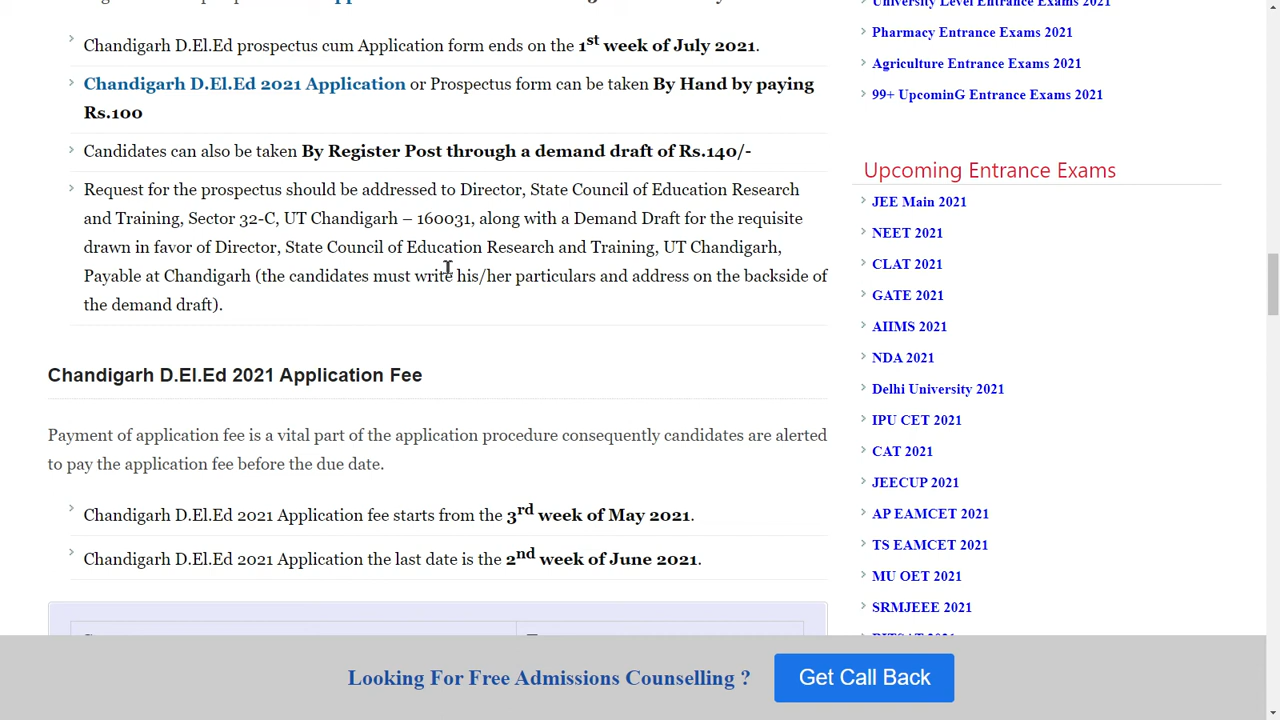 University Level Entrance Exams 2021
Chandigarh D.El.Ed prospectus cum Application form ends on the 1st week of July 2021.
Chandigarh D.El.Ed 2021 Application or Prospectus form can be taken By Hand by paying
Rs.100
Candidates can also be taken By Register Post through a demand draft of Rs.140/-
Request for the prospectus should be addressed to Director, State Council of Education Research
and Training, Sector 32-C, UT Chandigarh – 160031, along with a Demand Draft for the requisite
drawn in favor of Director, State Council of Education Research and Training, UT Chandigarh,
Payable at Chandigarh (the candidates must write his/her particulars and address on the backside of
the demand draft).
Chandigarh D.El.Ed 2021 Application Fee
Payment of application fee is a vital part of the application procedure consequently candidates are alerted
to pay the application fee before the due date.
Chandigarh D.El.Ed 2021 Application fee starts from the 3rd week of May 2021.
Chandigarh D.El.Ed 2021 Application the last date is the 2nd week of June 2021.
Pharmacy Entrance Exams 2021
Agriculture Entrance Exams 2021
99+ UpcominG Entrance Exams 2021
Upcoming Entrance Exams
JEE Main 2021
NEET 2021
CLAT 2021
GATE 2021
AIIMS 2021
NDA 2021
Delhi University 2021
IPU CET 2021
CAT 2021
JEECUP 2021
AP EAMCET 2021
TS EAMCET 2021
MU OET 2021
SRMJEEE 2021
BITSAT 2021
Looking For Free Admissions Counselling ?
Get Call Back